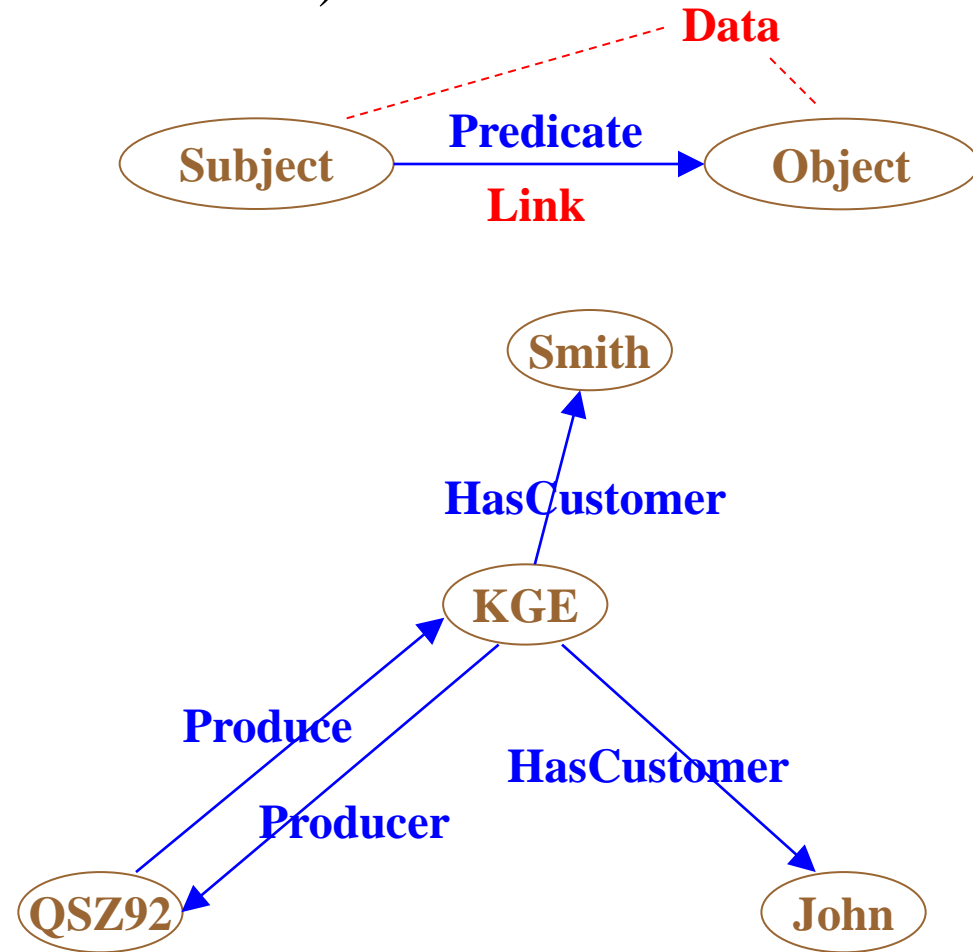 )
Data
Predicate
Subject
Object
Link
Smith
HasCustomer
KGE
Produce
HasCustomer
Producer
QSZ92
John